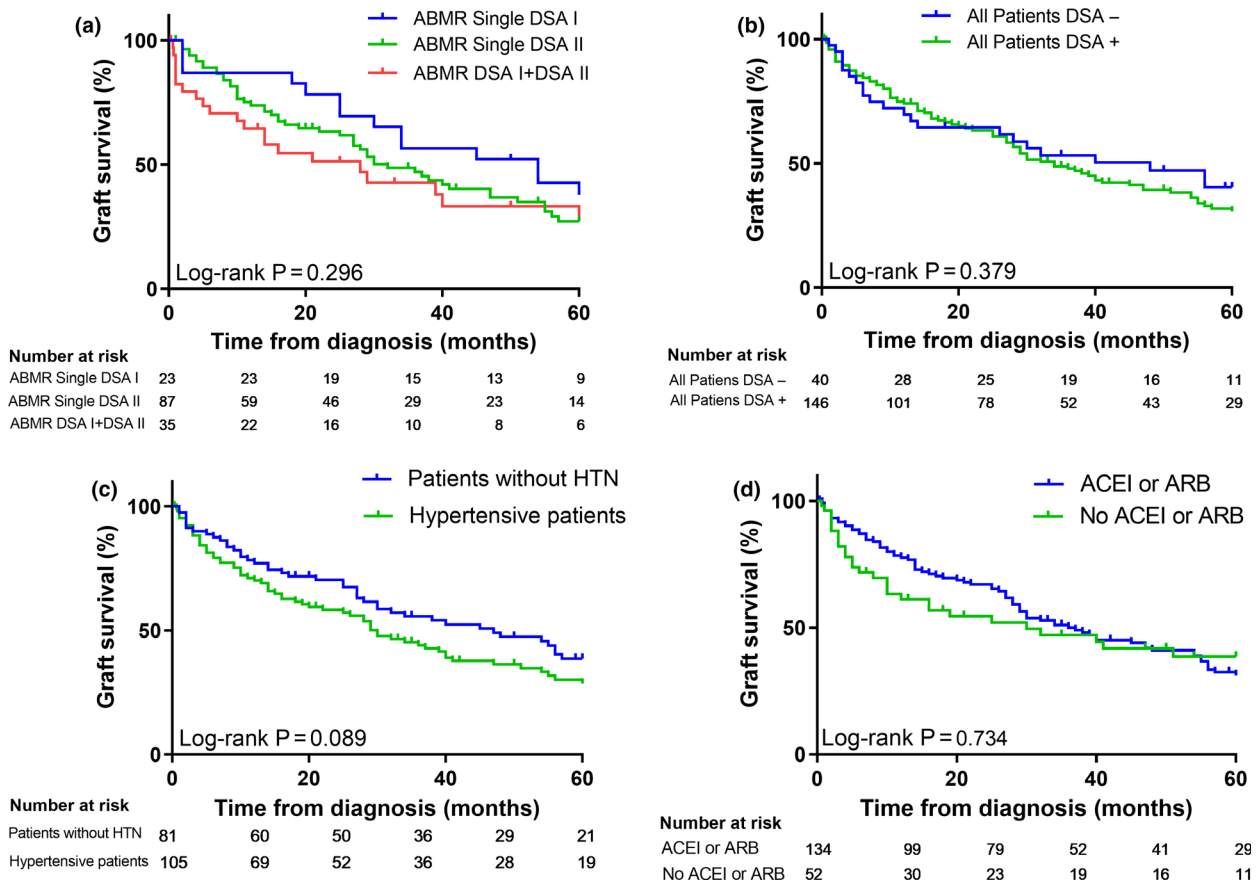 (a)
ABMR Single DSA I
ABMR Single DSA II
ABMR DSA I+DSA II
Graft survival (%)
100
50
0
Log-rank P = 0.296
0 20 40 60
Time from diagnosis (months)
Number at risk
ABMR Single DSA I 23 23 19 15 13 9
ABMR Single DSA II 87 59 46 29 23 14
ABMR DSA I+DSA II 35 22 16 10 8 6
(b)
All Patients DSA –
All Patients DSA +
Graft survival (%)
100
50
0
Log-rank P = 0.379
0 20 40 60
Time from diagnosis (months)
Number at risk
All Patiens DSA – 40 28 25 19 16 11
All Patiens DSA + 146 101 78 52 43 29
(c)
Patients without HTN
Hypertensive patients
Graft survival (%)
100
50
0
Log-rank P = 0.089
0 20 40 60
Time from diagnosis (months)
Number at risk
Patients without HTN 81 60 50 36 29 21
Hypertensive patients 105 69 52 36 28 19
(d)
ACEI or ARB
No ACEI or ARB
Graft survival (%)
100
50
0
Log-rank P = 0.734
0 20 40 60
Time from diagnosis (months)
Number at risk
ACEI or ARB 134 99 79 52 41 29
No ACEI or ARB 52 30 23 19 16 11